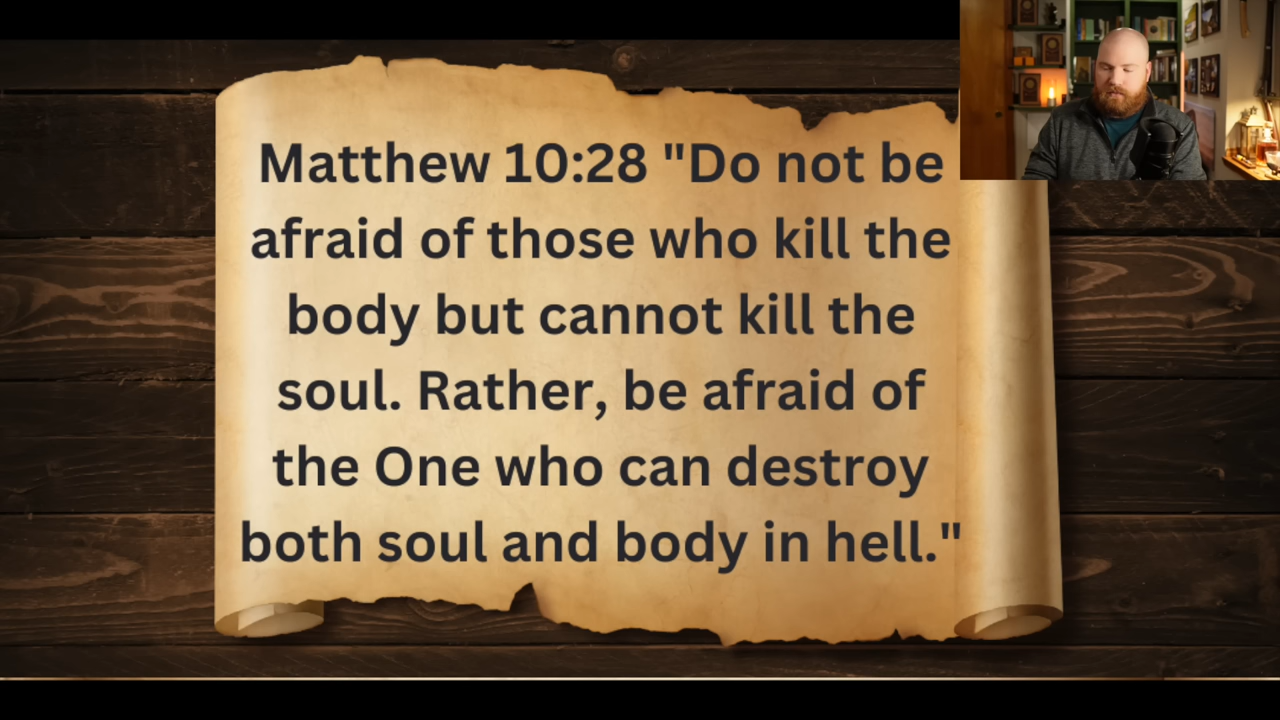 Matthew 10:28 "Do not be
afraid of those who kill the
body but cannot kill the
soul. Rather, be afraid of
the One who can destroy
both soul and body in hell."